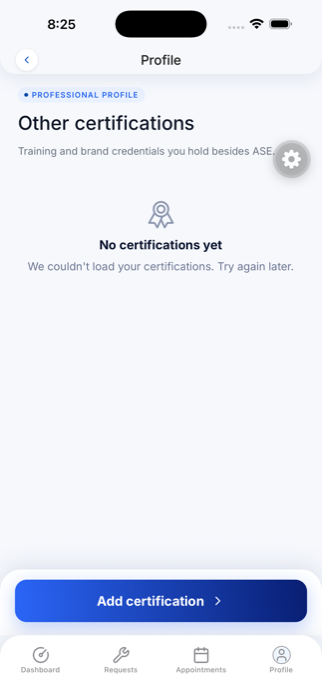 8:25
Profile
PROFESSIONAL PROFILE
Other certifications
Training and brand credentials you hold besides ASE.
No certifications yet
We couldn't load your certifications. Try again later.
Add certification
Dashboard
Requests
Appointments
Profile